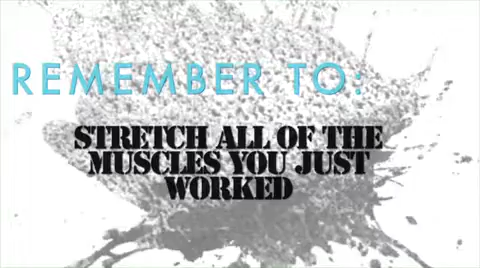 REMEMBER TO:
STRETCH ALL OF THE
MUSCLES YOU JUST
WORKED